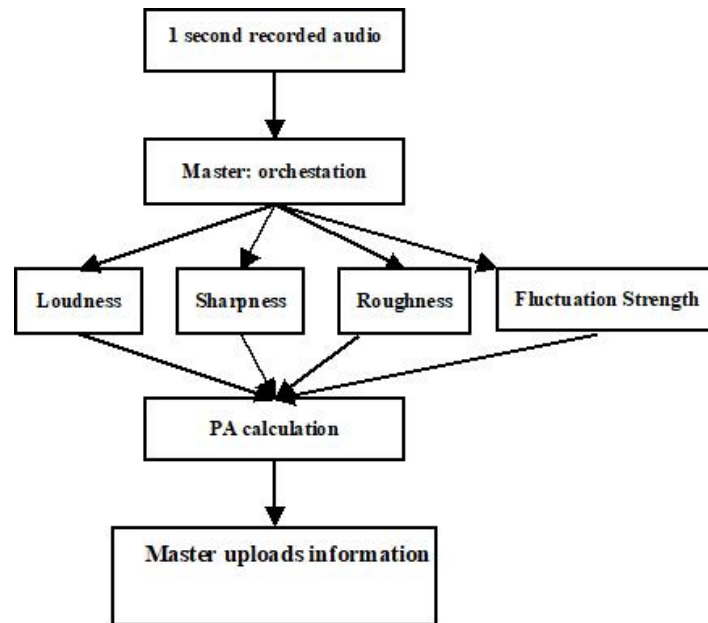 1 second recorded audio
Master: orchestation
Loudness
Sharpness
Roughness
Fluctuation Strength
PA calculation
Master uploads information